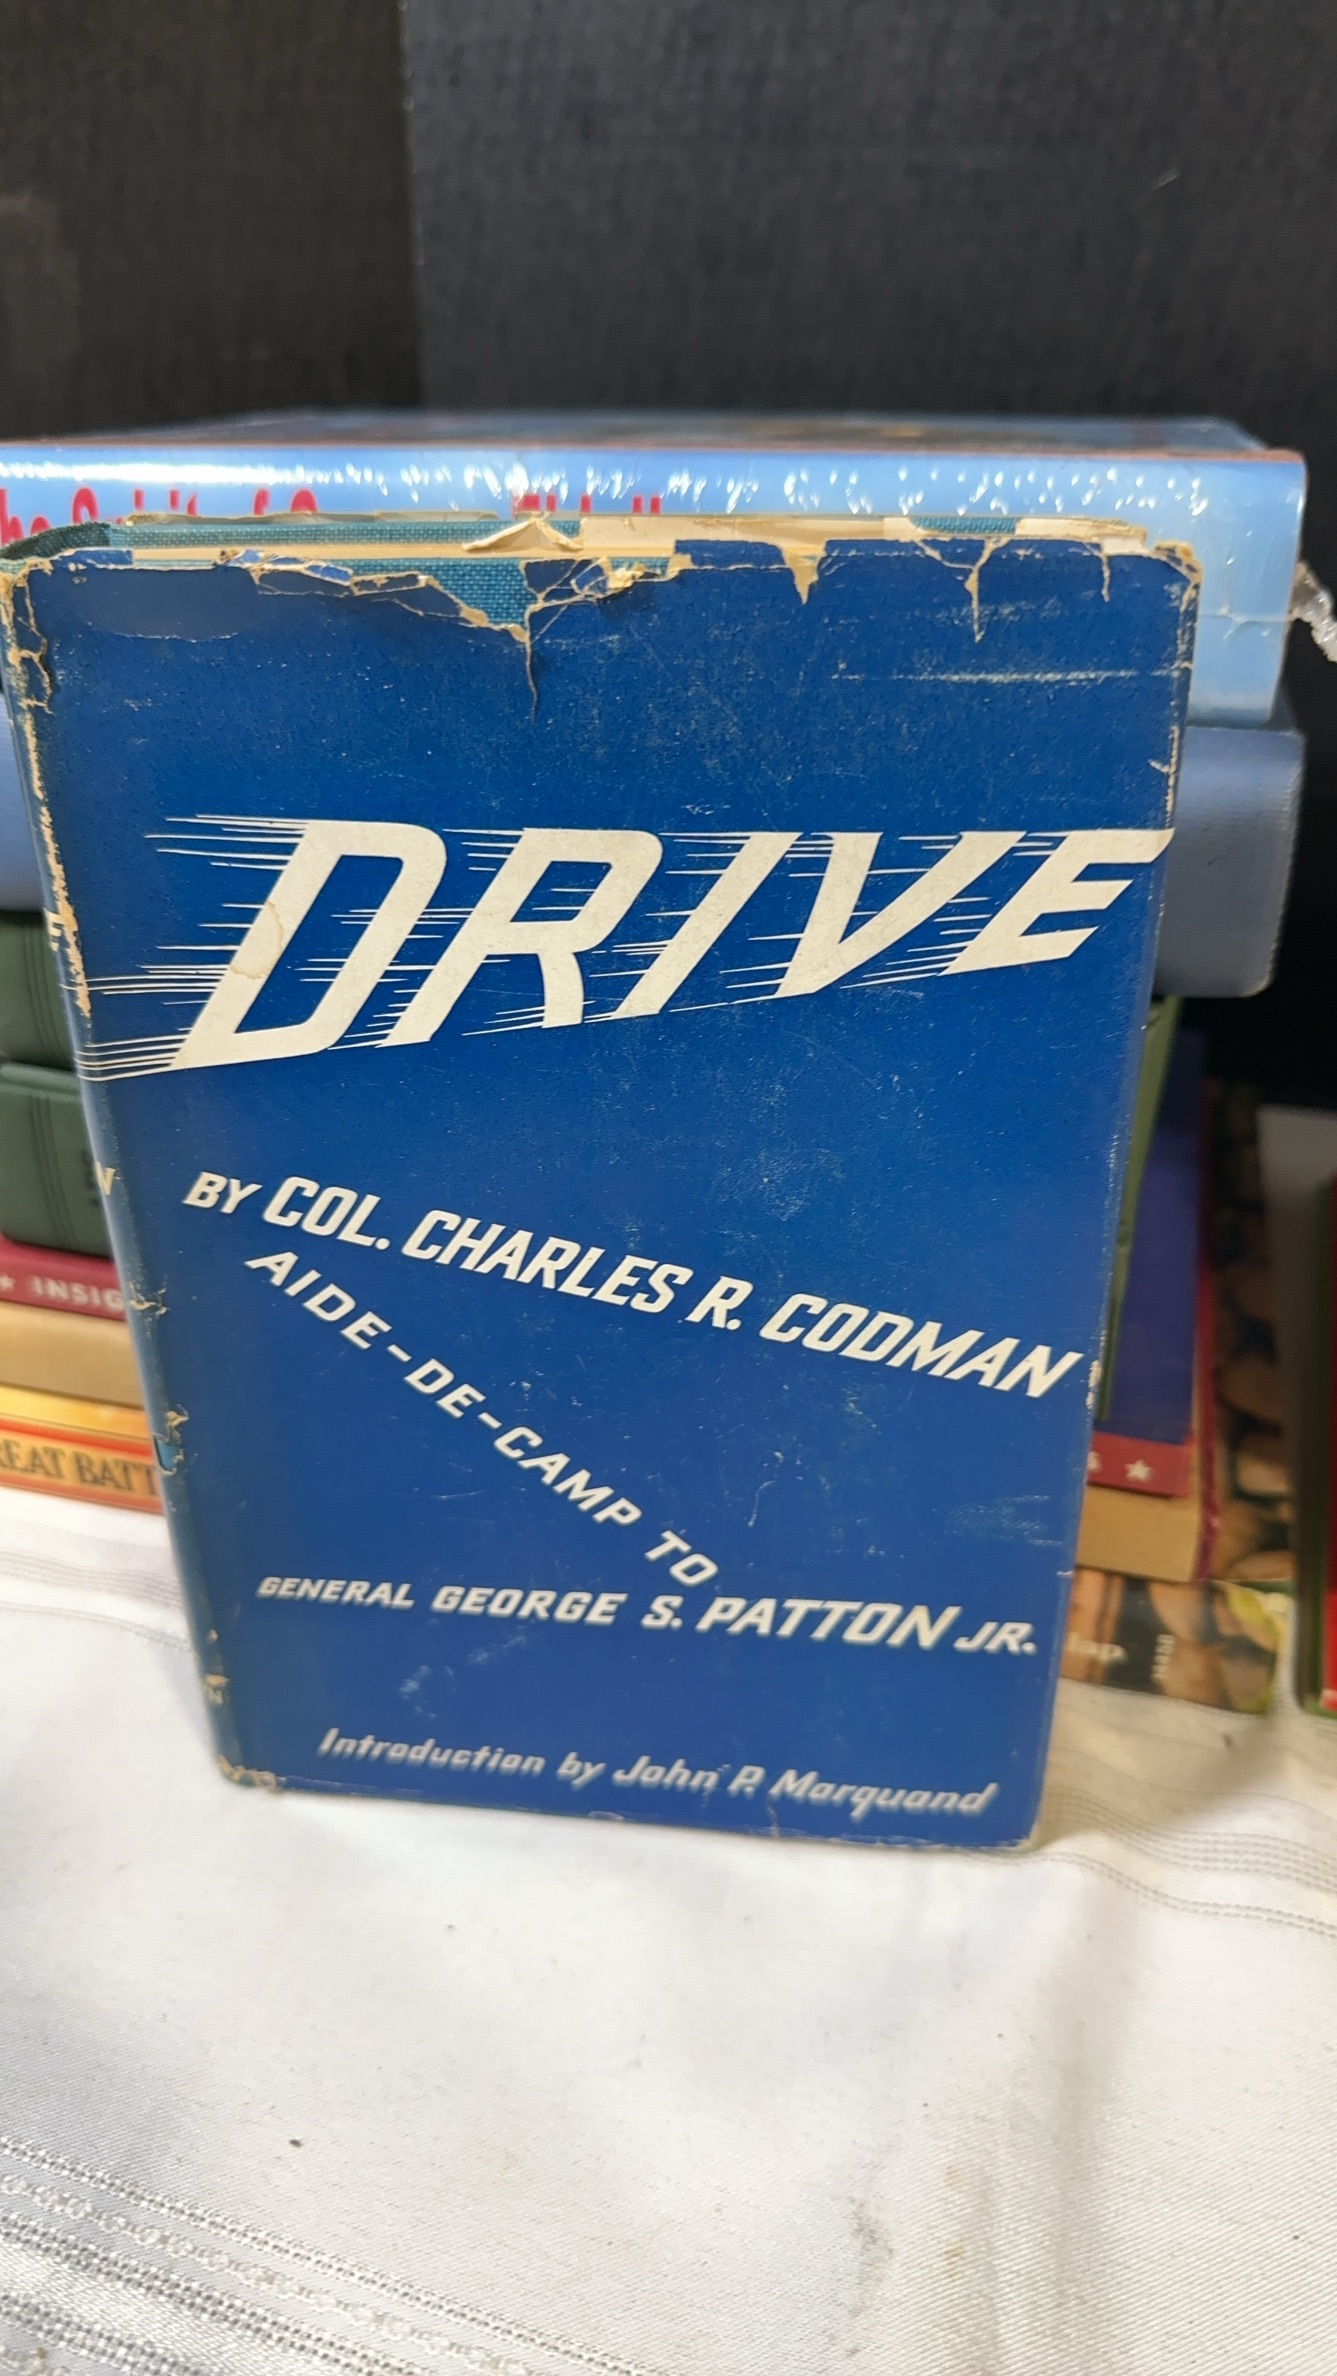 DRIVE
BY COL. CHARLES R. CODMAN
AIDE-DE-CAMP TO
GENERAL GEORGE S. PATTON JR.
Introduction by John P. Marquand